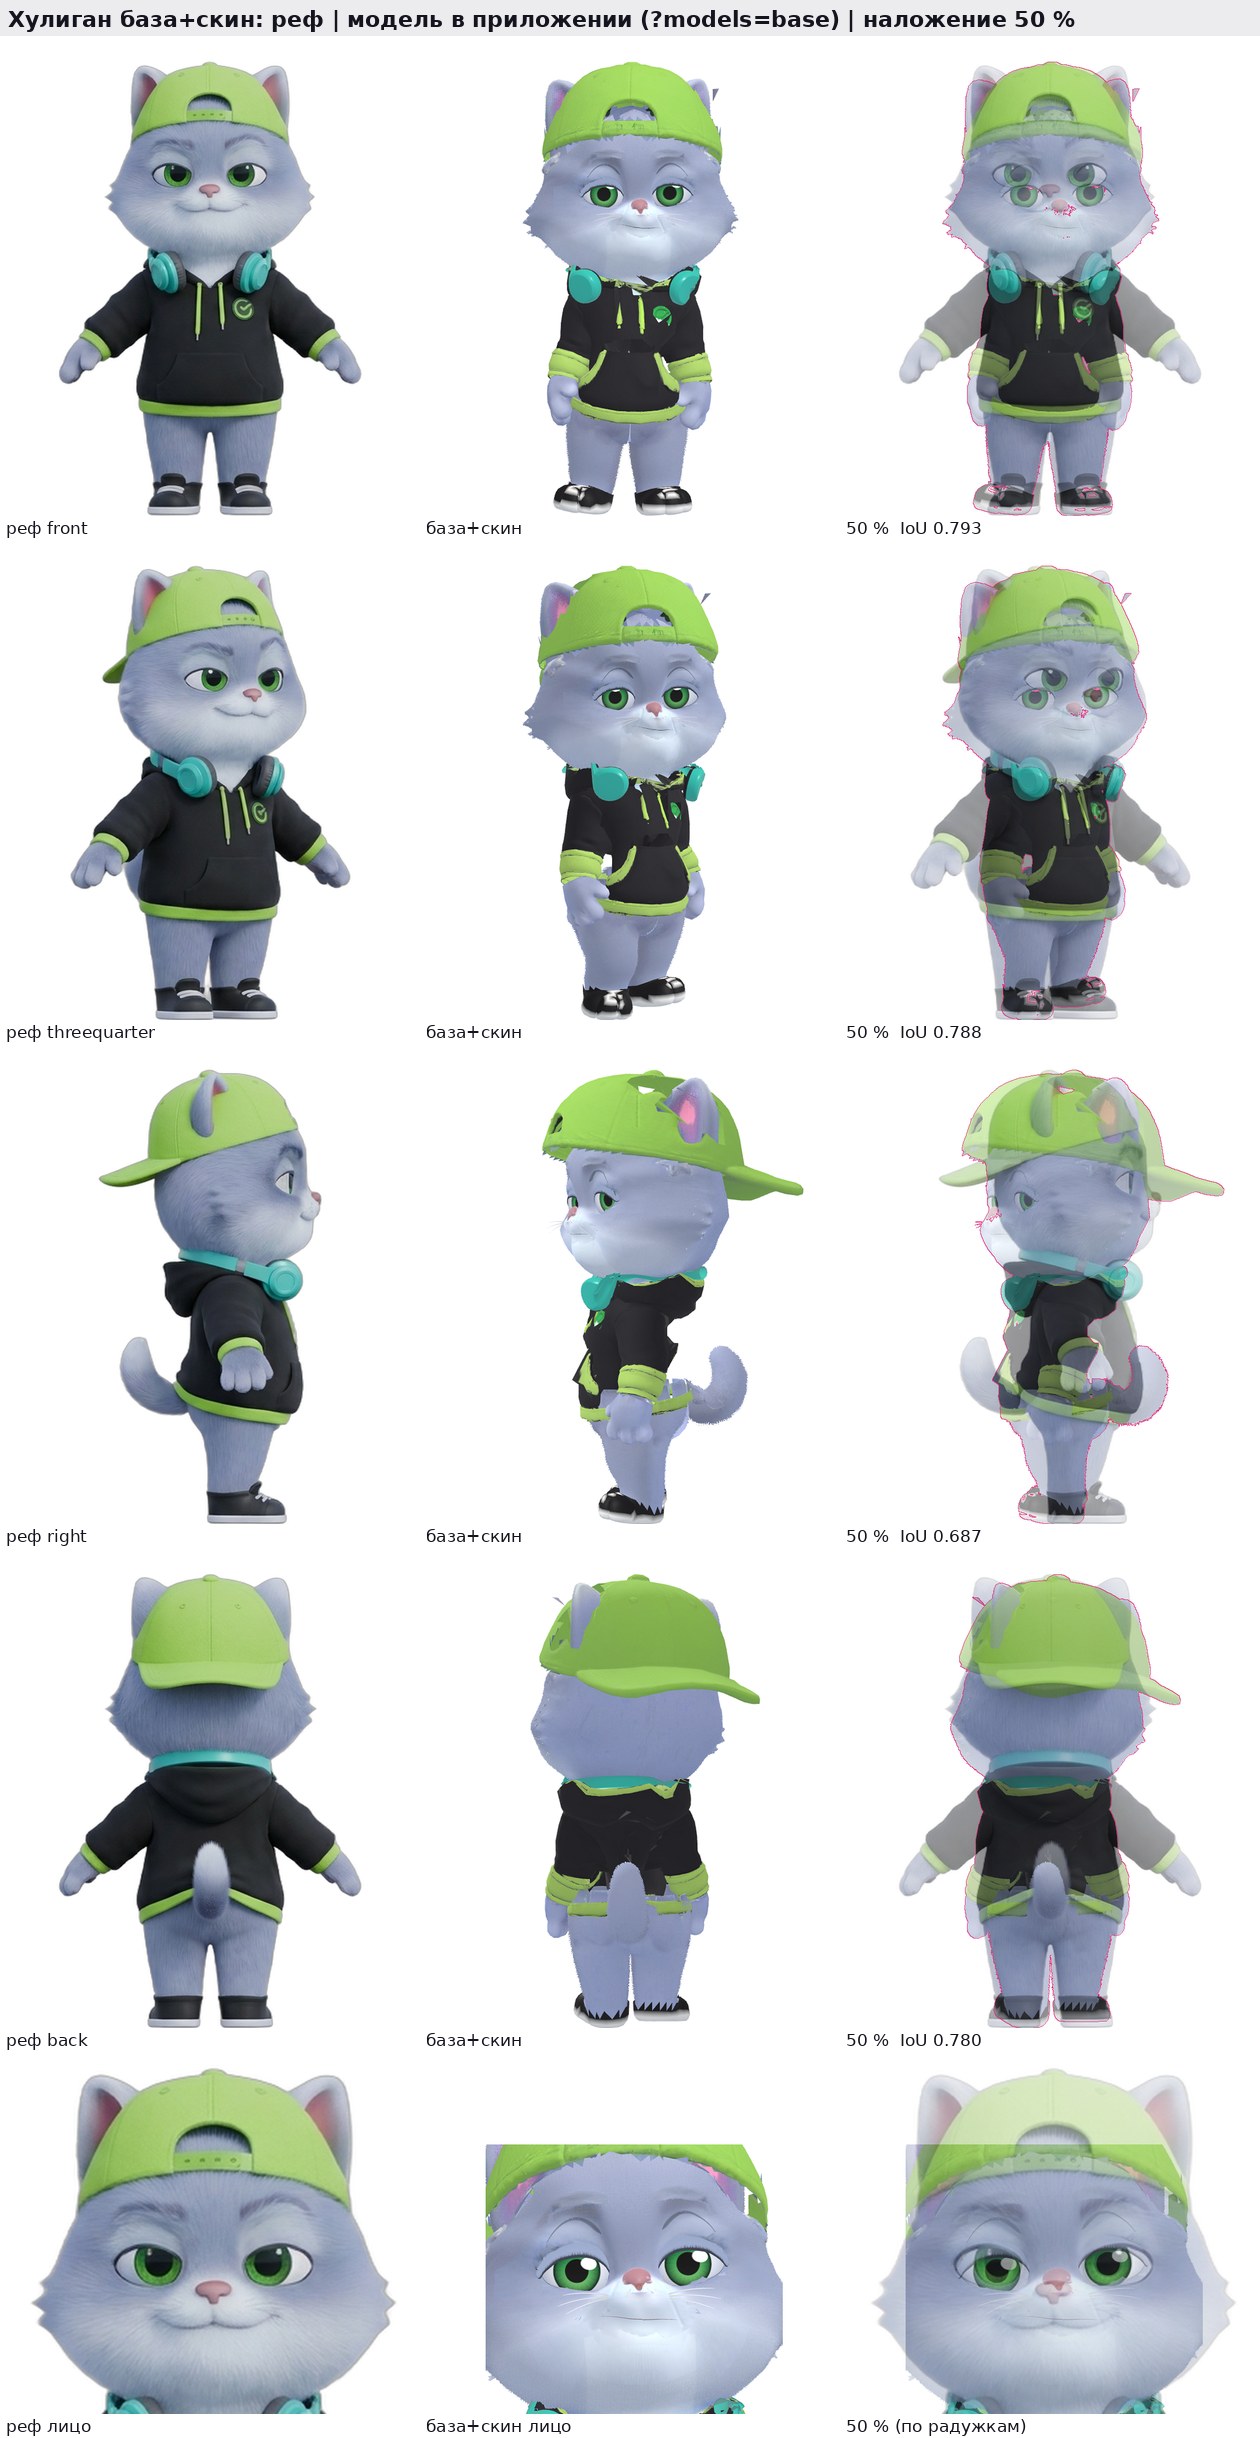 Хулиган база+скин: реф | модель в приложении (?models=base) | наложение 50 %
реф front
база+скин
50 % IoU 0.793
реф threequarter
база+скин
50 % IoU 0.788
реф right
база+скин
50 % IoU 0.687
реф back
база+скин
50 % IoU 0.780
реф лицо
база+скин лицо
50 % (по радужкам)